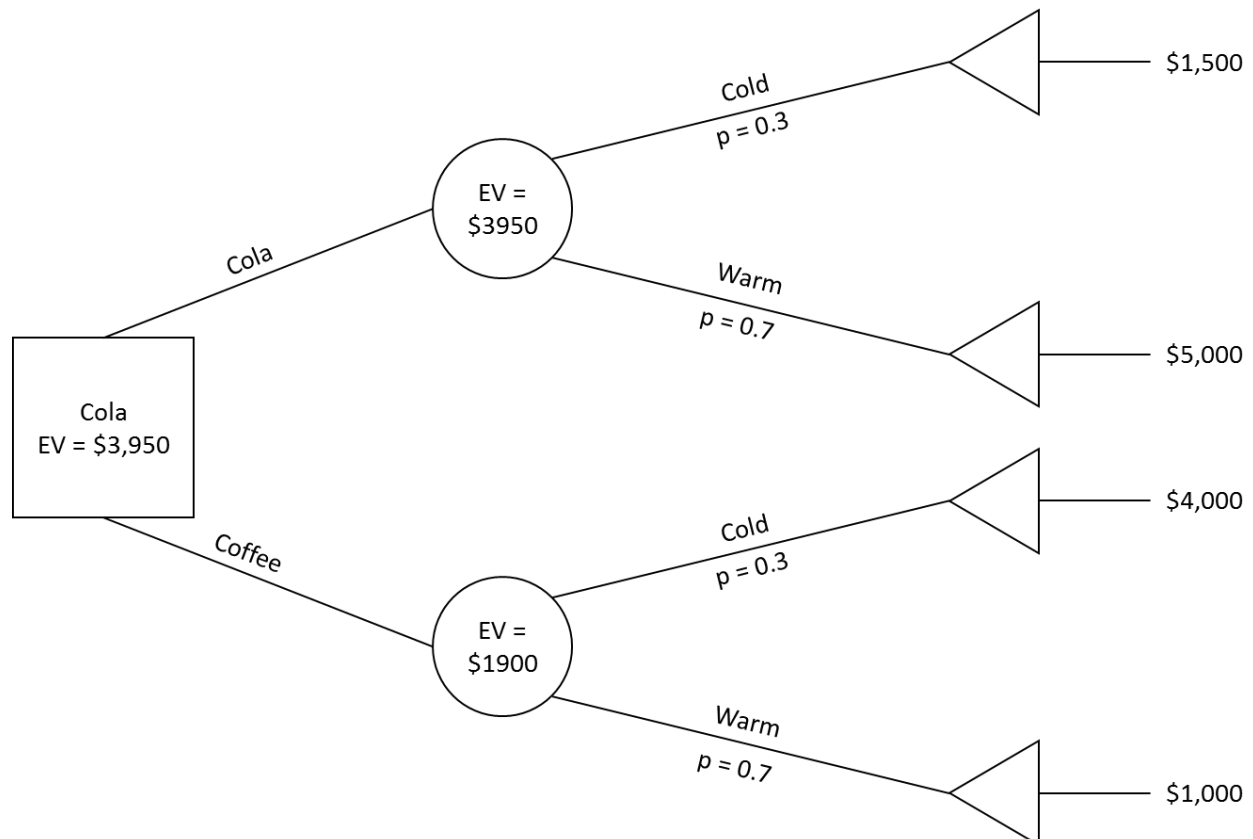 Cold
p = 0.3
$1,500
EV =
$3950
Cola
Warm
p = 0.7
$5,000
Cola
EV = $3,950
Cold
p = 0.3
$4,000
Coffee
EV =
$1900
Warm
p = 0.7
$1,000